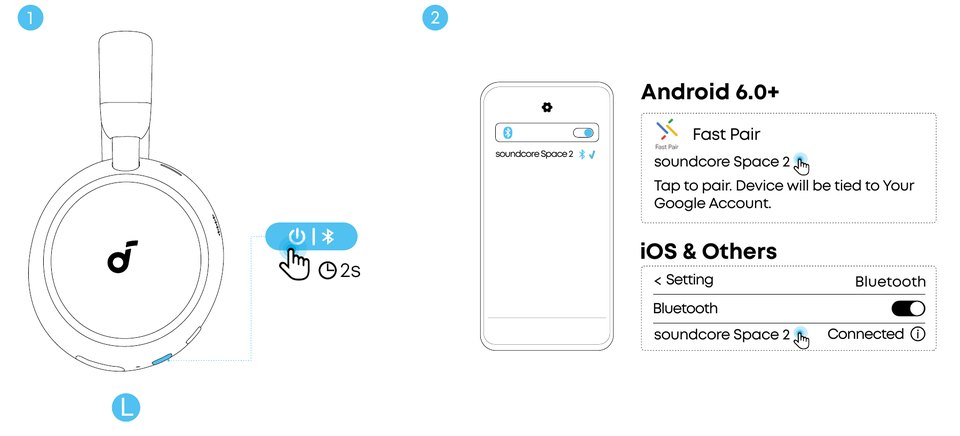 1
2s
L
2
soundcore Space 2
Android 6.0+
Fast Pair
Fast Pair
soundcore Space 2
Tap to pair. Device will be tied to Your
Google Account.
iOS & Others
< Setting Bluetooth
Bluetooth
soundcore Space 2 Connected